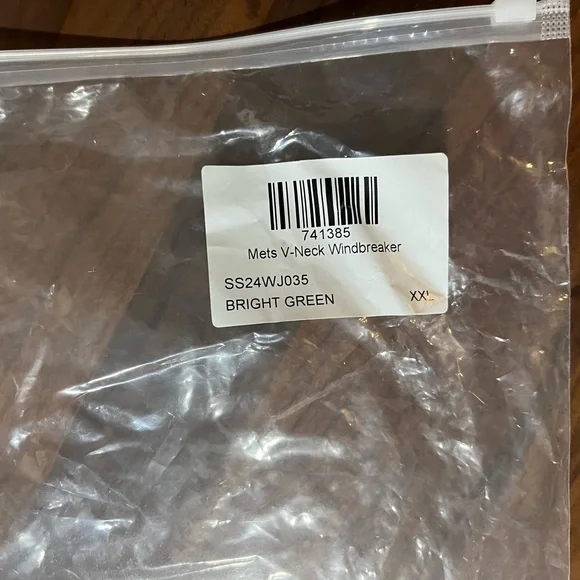 741385
Mets V-Neck Windbreaker
SS24WJ035
BRIGHT GREEN
XXL